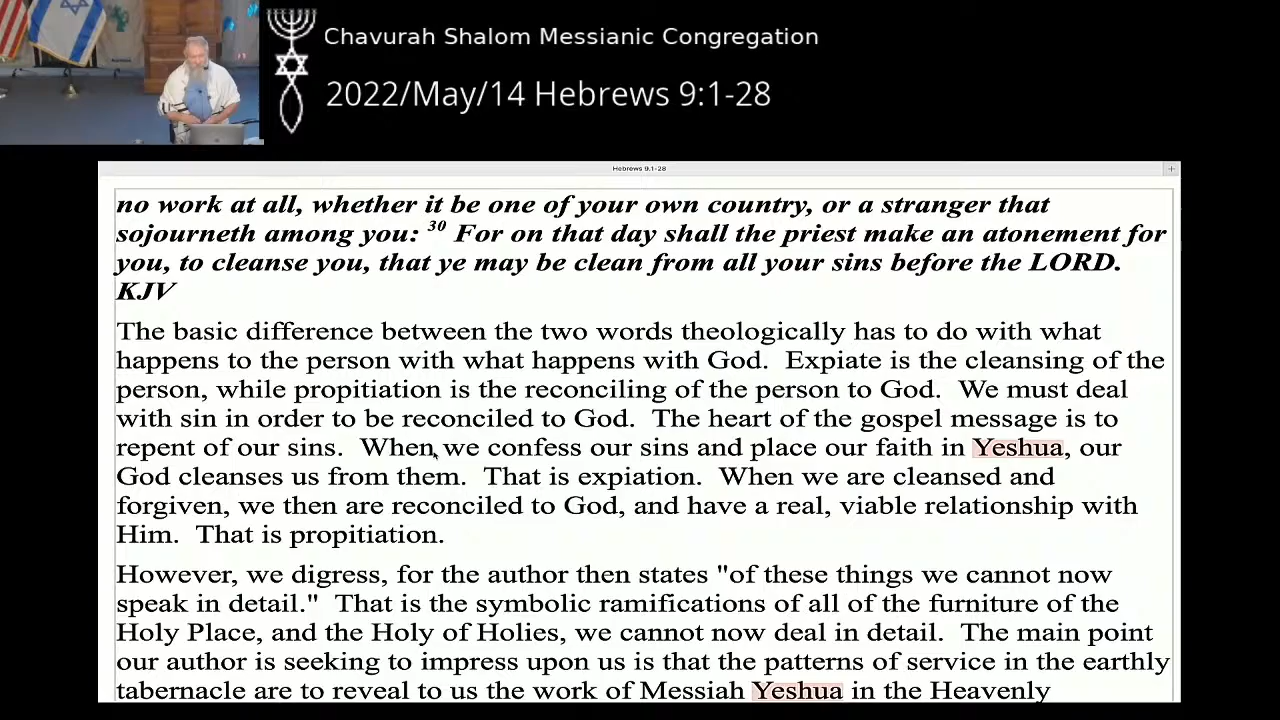 Chavurah Shalom Messianic Congregation
2022/May/14 Hebrews 9:1-28
Hebrews 9.1-28
no work at all, whether it be one of your own country, or a stranger that
sojourneth among you: 30 For on that day shall the priest make an atonement for
you, to cleanse you, that ye may be clean from all your sins before the LORD.
KJV
The basic difference between the two words theologically has to do with what
happens to the person with what happens with God. Expiate is the cleansing of the
person, while propitiation is the reconciling of the person to God. We must deal
with sin in order to be reconciled to God. The heart of the gospel message is to
repent of our sins. When we confess our sins and place our faith in Yeshua, our
God cleanses us from them. That is expiation. When we are cleansed and
forgiven, we then are reconciled to God, and have a real, viable relationship with
Him. That is propitiation.
However, we digress, for the author then states "of these things we cannot now
speak in detail." That is the symbolic ramifications of all of the furniture of the
Holy Place, and the Holy of Holies, we cannot now deal in detail. The main point
our author is seeking to impress upon us is that the patterns of service in the earthly
tabernacle are to reveal to us the work of Messiah Yeshua in the Heavenly